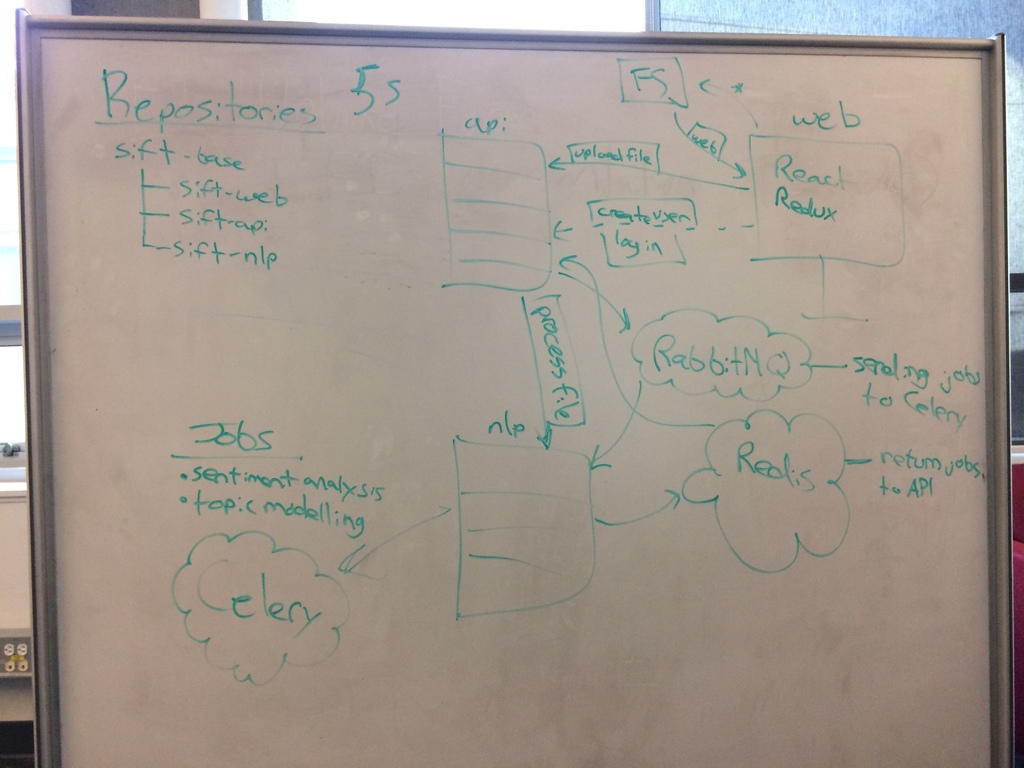 Repositories
5s
sift-base
sift-web
sift-api
sift-nlp
api
FS
*
web
web
React
Redux
upload file
create user
log in
process file
RabbitMQ
sending jobs
to Celery
Redis
return jobs
to API
nlp
Jobs
• sentiment analysis
• topic modelling
Celery